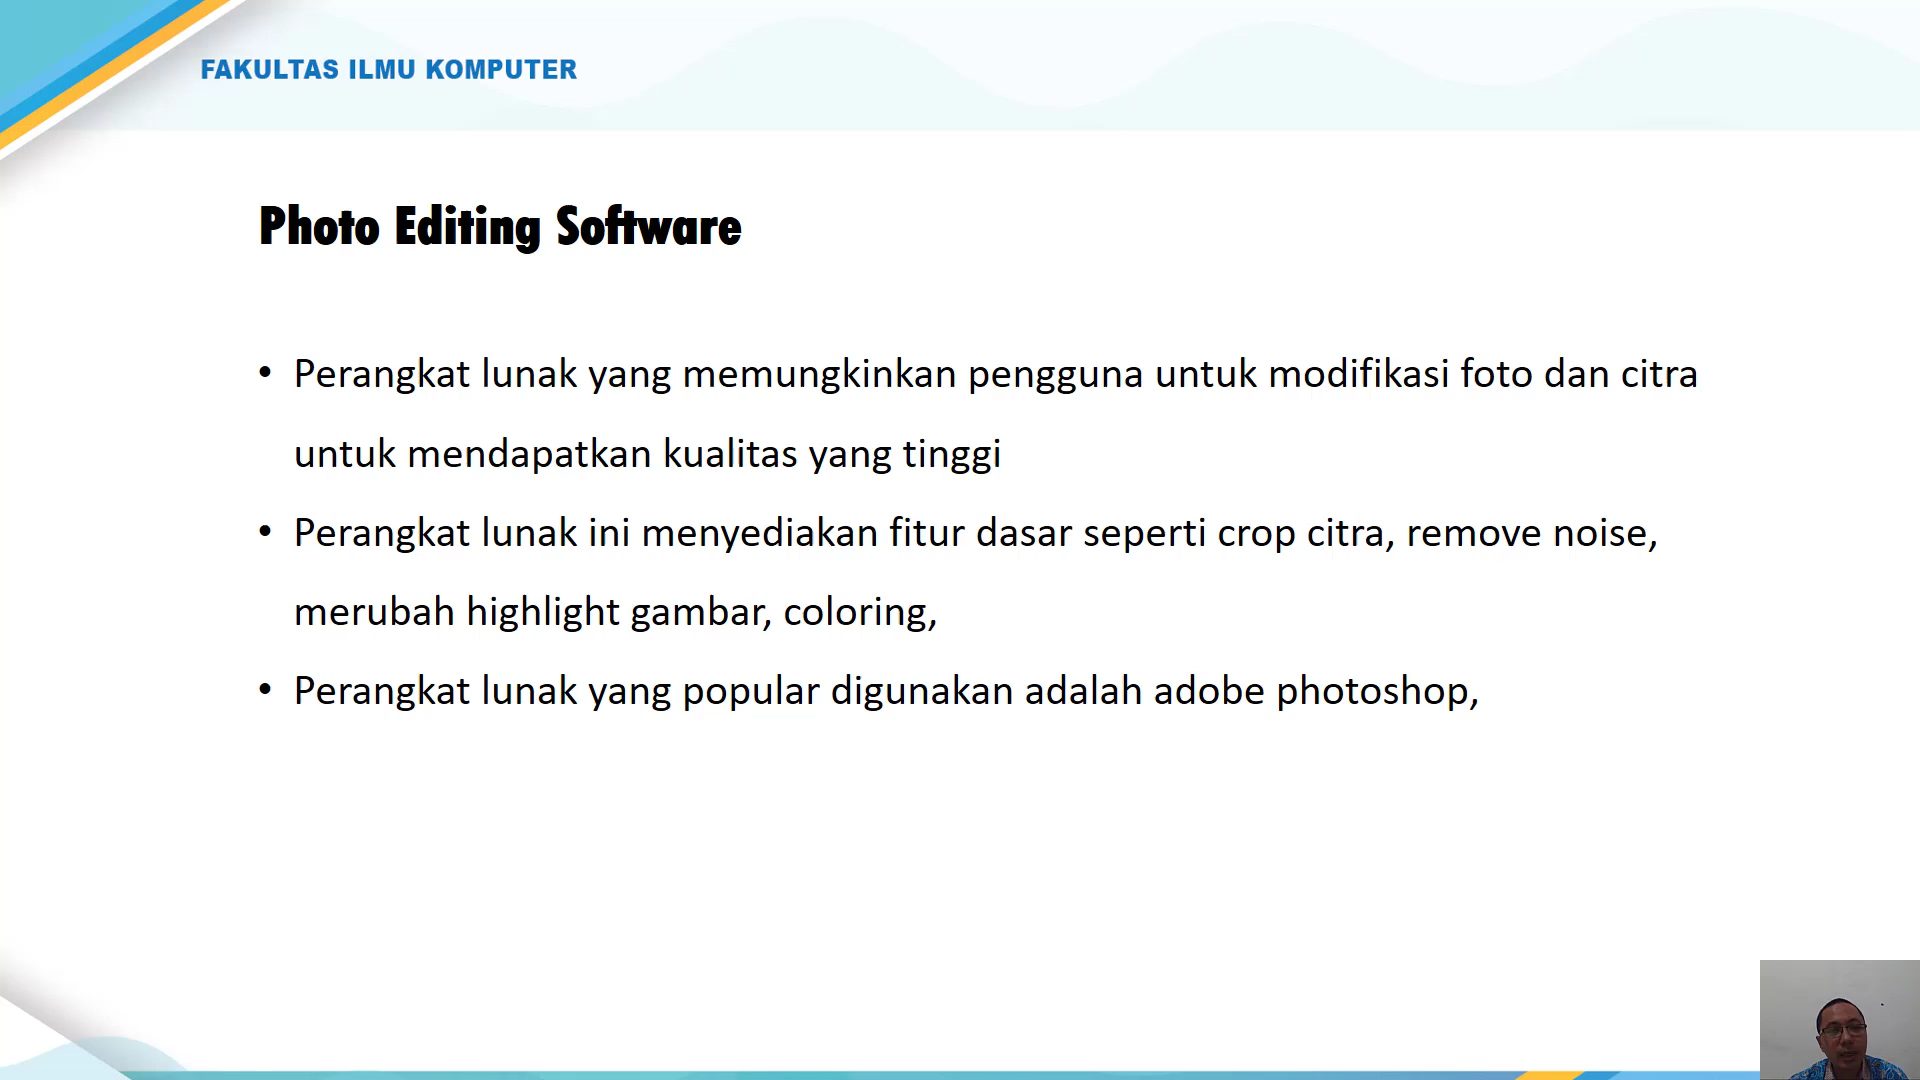 FAKULTAS ILMU KOMPUTER
Photo Editing Software
• Perangkat lunak yang memungkinkan pengguna untuk modifikasi foto dan citra
untuk mendapatkan kualitas yang tinggi
• Perangkat lunak ini menyediakan fitur dasar seperti crop citra, remove noise,
merubah highlight gambar, coloring,
• Perangkat lunak yang popular digunakan adalah adobe photoshop,